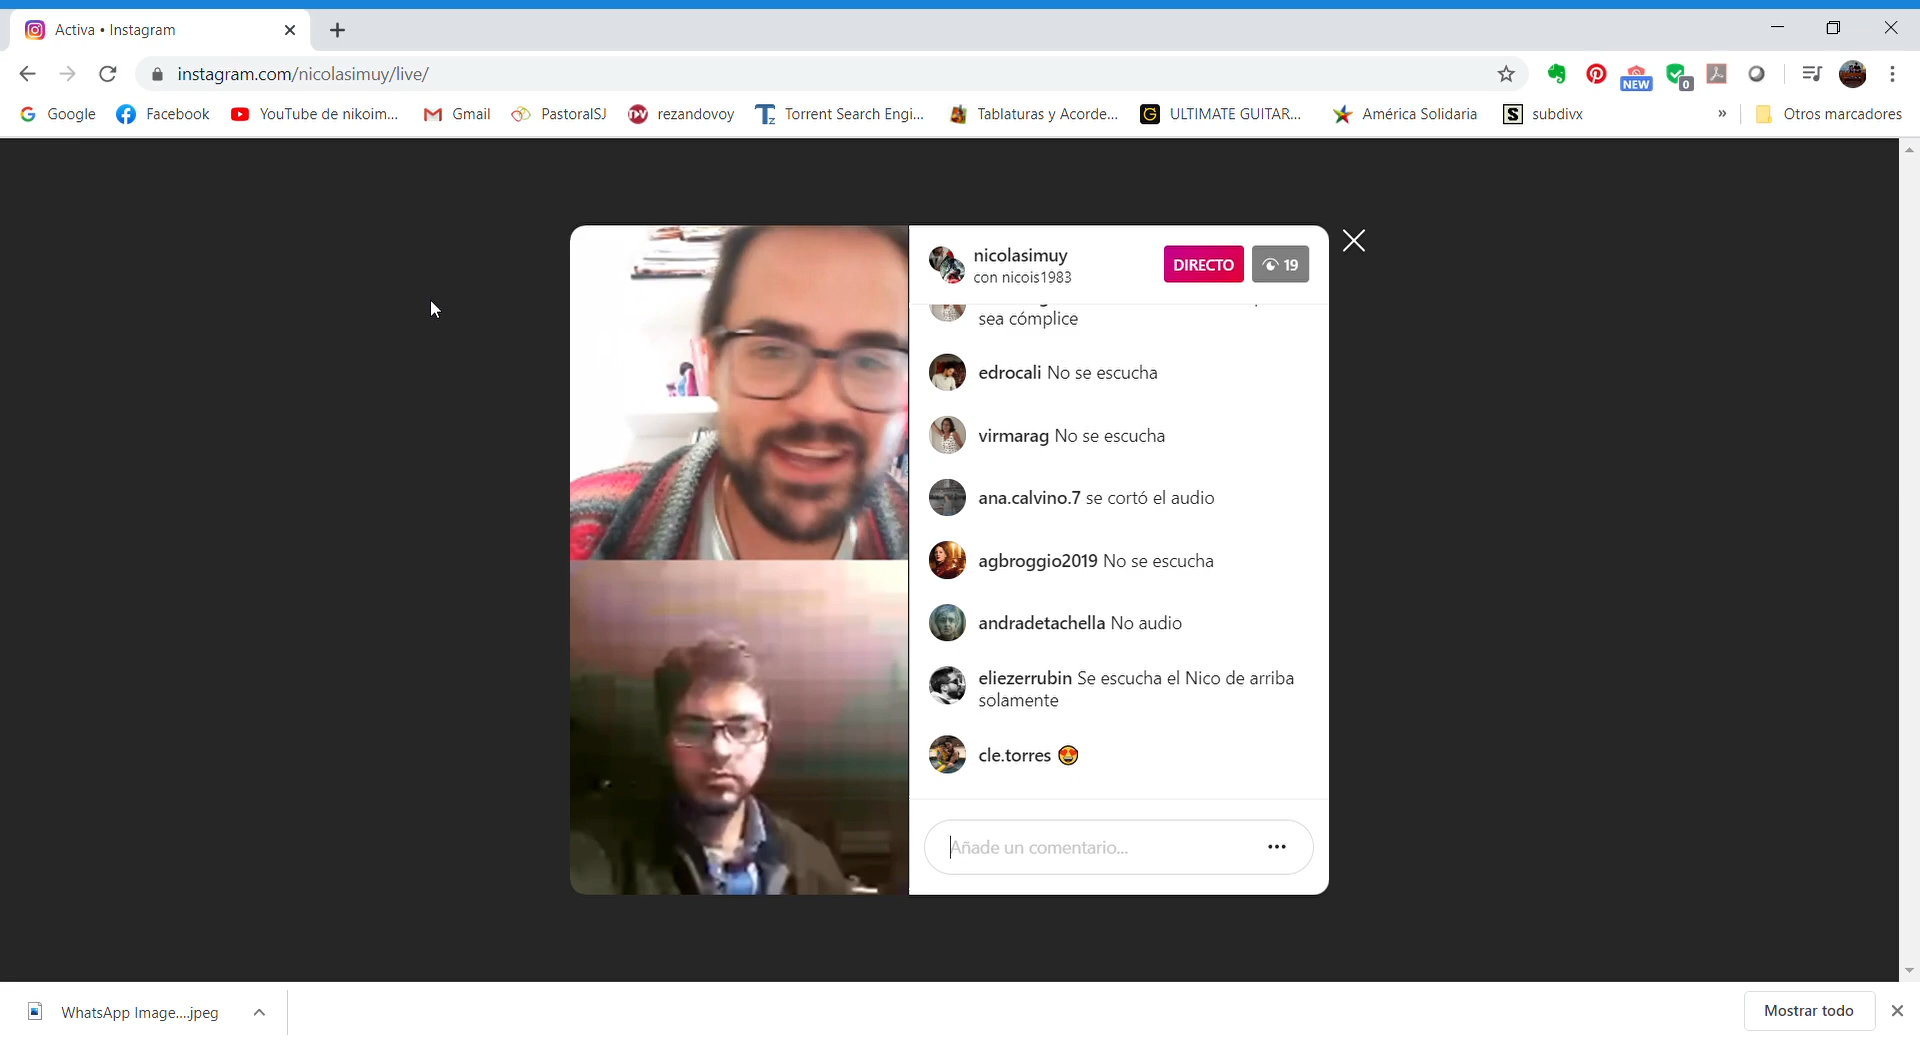 Activa • Instagram
instagram.com/nicolasimuy/live/
NEW
0
Google
Facebook
YouTube de nikoim...
Gmail
PastoralSJ
rezandovoy
Torrent Search Engi...
Tablaturas y Acorde...
ULTIMATE GUITAR...
América Solidaria
subdivx
»
Otros marcadores
nicolasimuy
con nicois1983
DIRECTO
19
sea cómplice
edrocali No se escucha
virmarag No se escucha
ana.calvino.7 se cortó el audio
agbroggio2019 No se escucha
andradetachella No audio
eliezerrubin Se escucha el Nico de arriba
solamente
cle.torres 😍
Añade un comentario...
WhatsApp Image....jpeg
Mostrar todo